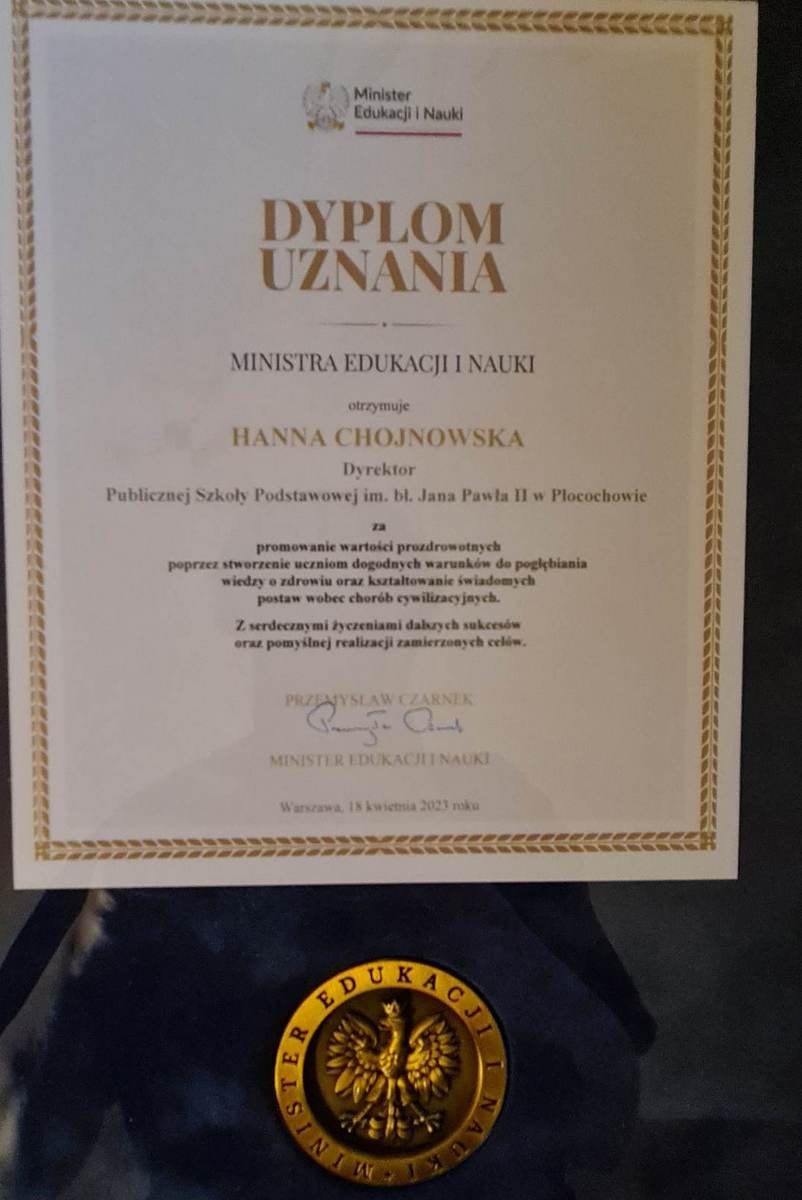 Minister
Edukacji i Nauki
DYPLOM
UZNANIA
MINISTRA EDUKACJI I NAUKI
otrzymuje
HANNA CHOJNOWSKA
Dyrektor
Publicznej Szkoły Podstawowej im. bł. Jana Pawła II w Płocochowie
za
promowanie wartości prozdrowotnych
poprzez stworzenie uczniom dogodnych warunków do pogłębiania
wiedzy o zdrowiu oraz kształtowanie świadomych
postaw wobec chorób cywilizacyjnych.
Z serdecznymi życzeniami dalszych sukcesów
oraz pomyślnej realizacji zamierzonych celów.
PRZEMYSŁAW CZARNEK
MINISTER EDUKACJI I NAUKI
Warszawa, 18 kwietnia 2023 roku
MINISTER EDUKACJI I NAUKI